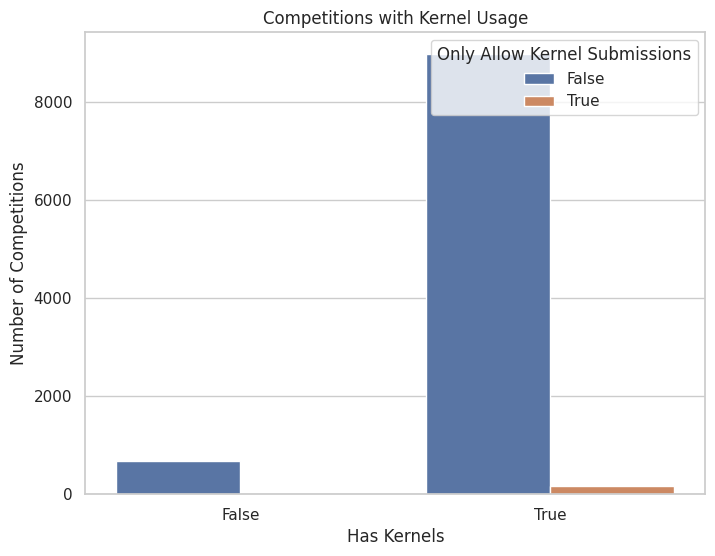 Competitions with Kernel Usage
Only Allow Kernel Submissions
False
True
Number of Competitions
8000
6000
4000
2000
0
False
True
Has Kernels